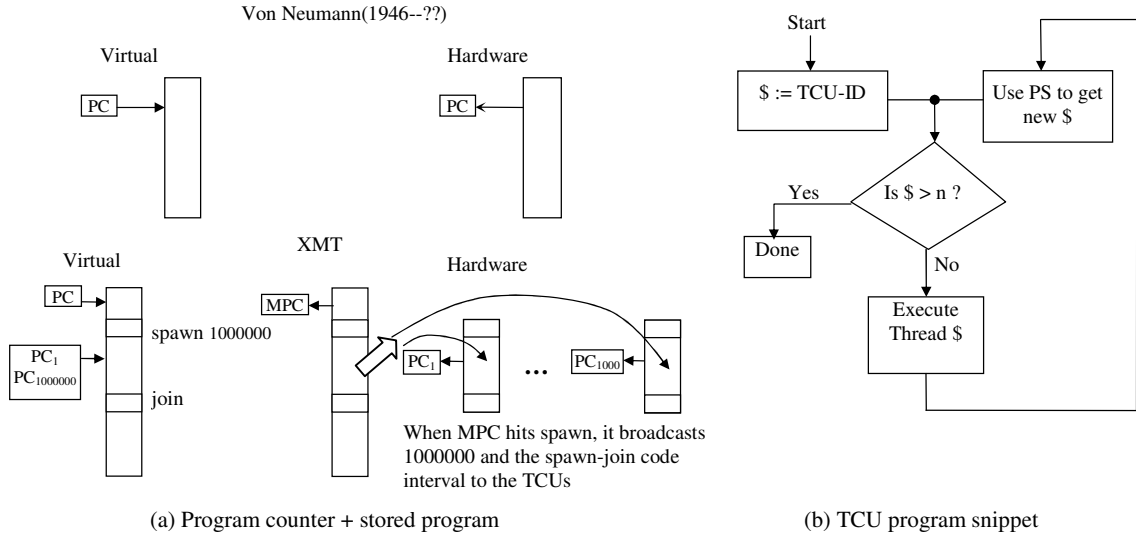 Von Neumann(1946--??)
Virtual
Hardware
PC
PC
XMT
Virtual
Hardware
PC
MPC
spawn 1000000
PC1
PC1000000
PC1
...
PC1000
join
When MPC hits spawn, it broadcasts
1000000 and the spawn-join code
interval to the TCUs
(a) Program counter + stored program
Start
$ := TCU-ID
Use PS to get
new $
Is $ > n ?
Yes
Done
No
Execute
Thread $
(b) TCU program snippet